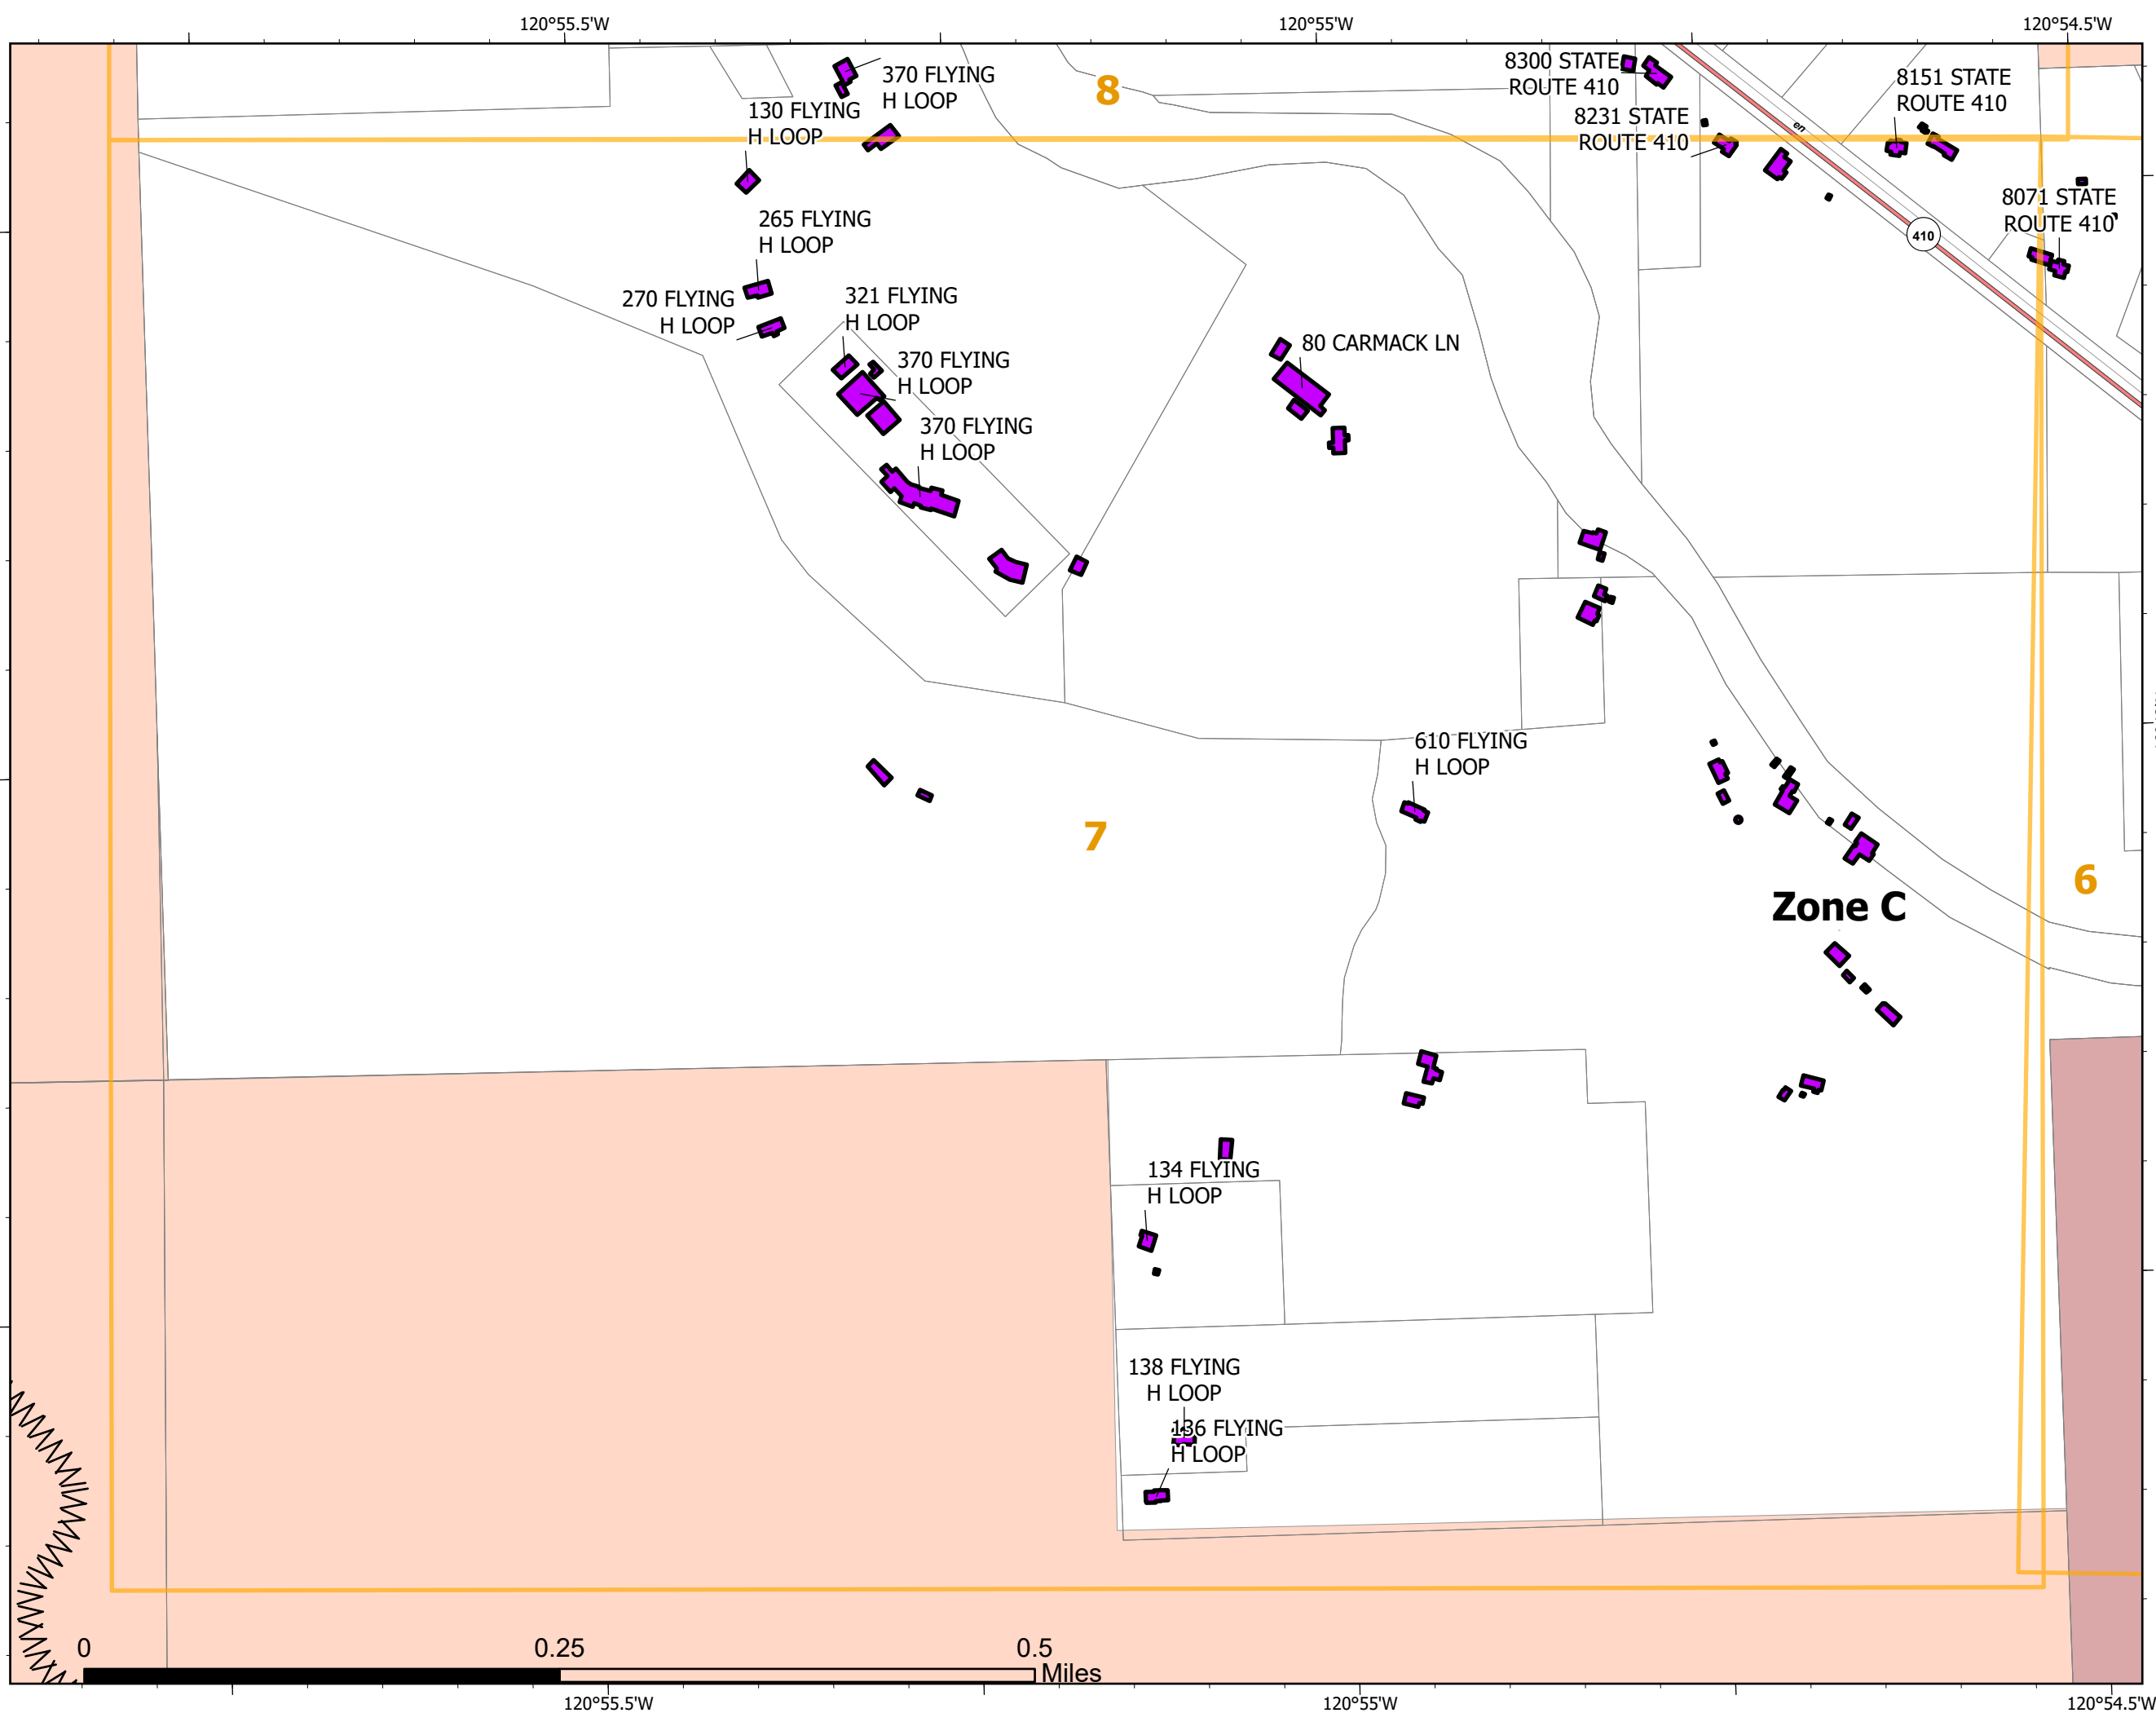 120°55.5'W
120°55'W
120°54.5'W
370 FLYING
H LOOP
8
8300 STATE
ROUTE 410
8151 STATE
ROUTE 410
130 FLYING
H LOOP
8231 STATE
ROUTE 410
en
8071 STATE
ROUTE 410
410
265 FLYING
H LOOP
270 FLYING
H LOOP
321 FLYING
H LOOP
80 CARMACK LN
370 FLYING
H LOOP
370 FLYING
H LOOP
610 FLYING
H LOOP
7
6
Zone C
134 FLYING
H LOOP
138 FLYING
H LOOP
136 FLYING
H LOOP
0
0.25
0.5
Miles
120°55.5'W
120°55'W
120°54.5'W